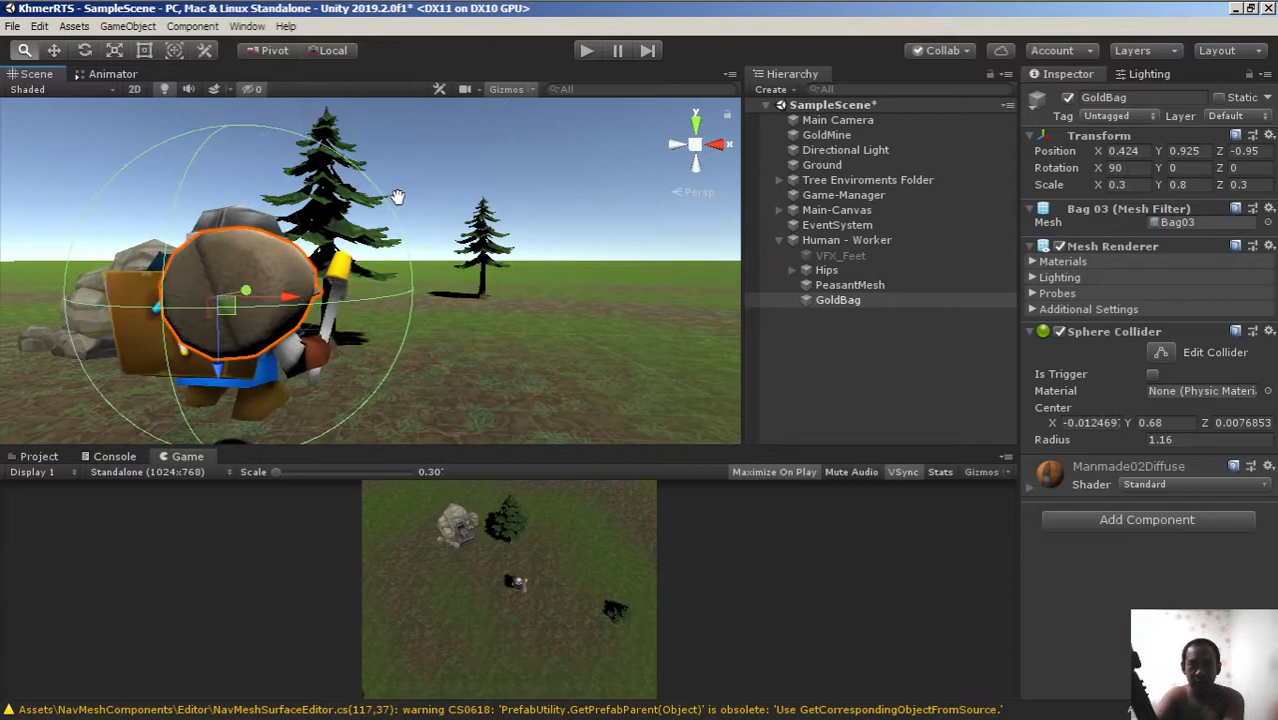 KhmerRTS - SampleScene - PC, Mac & Linux Standalone - Unity 2019.2.0f1* <DX11 on DX10 GPU>
File Edit Assets GameObject Component Window Help
Pivot Local Collab Account Layers Layout
Scene Animator
Shaded 2D 0 Gizmos All
y
x
Persp
Hierarchy
Create All
SampleScene*
Main Camera
GoldMine
Directional Light
Ground
Tree Enviroments Folder
Game-Manager
Main-Canvas
EventSystem
Human - Worker
VFX_Feet
Hips
PeasantMesh
GoldBag
Inspector Lighting
GoldBag Static
Tag Untagged Layer Default
Transform
Position X 0.424 Y 0.925 Z -0.95
Rotation X 90 Y 0 Z 0
Scale X 0.3 Y 0.8 Z 0.3
Bag 03 (Mesh Filter)
Mesh Bag03
Mesh Renderer
Materials
Lighting
Probes
Additional Settings
Sphere Collider
Edit Collider
Is Trigger
Material None (Physic Materi
Center
X -0.012469 Y 0.68 Z 0.0076853
Radius 1.16
Manmade02Diffuse
Shader Standard
Add Component
Project Console Game
Display 1 Standalone (1024x768) Scale 0.30 Maximize On Play Mute Audio VSync Stats Gizmos
Assets\NavMeshComponents\Editor\NavMeshSurfaceEditor.cs(117,37): warning CS0618: 'PrefabUtility.GetPrefabParent(Object)' is obsolete: 'Use GetCorrespondingObjectFromSource.'